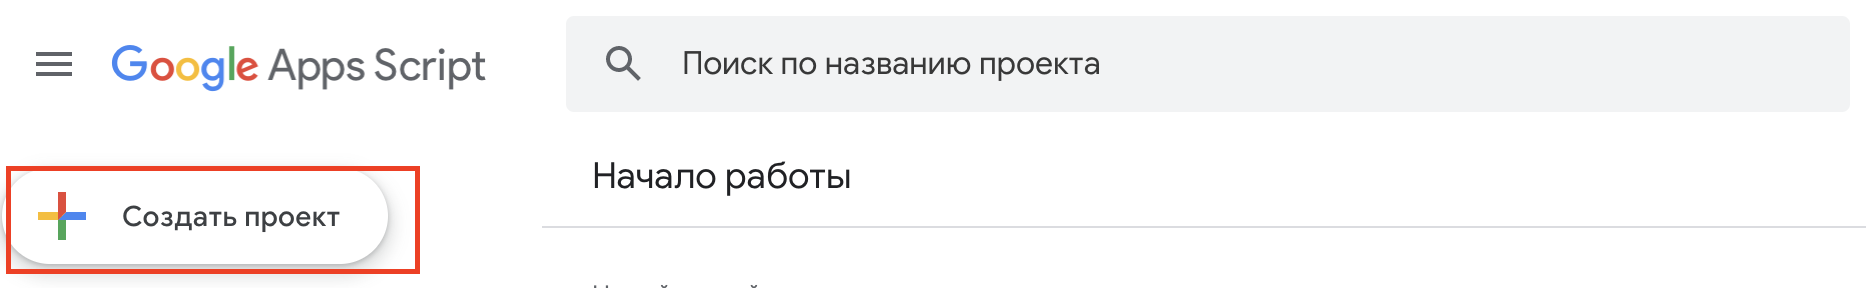 Google Apps Script
Поиск по названию проекта
Создать проект
Начало работы